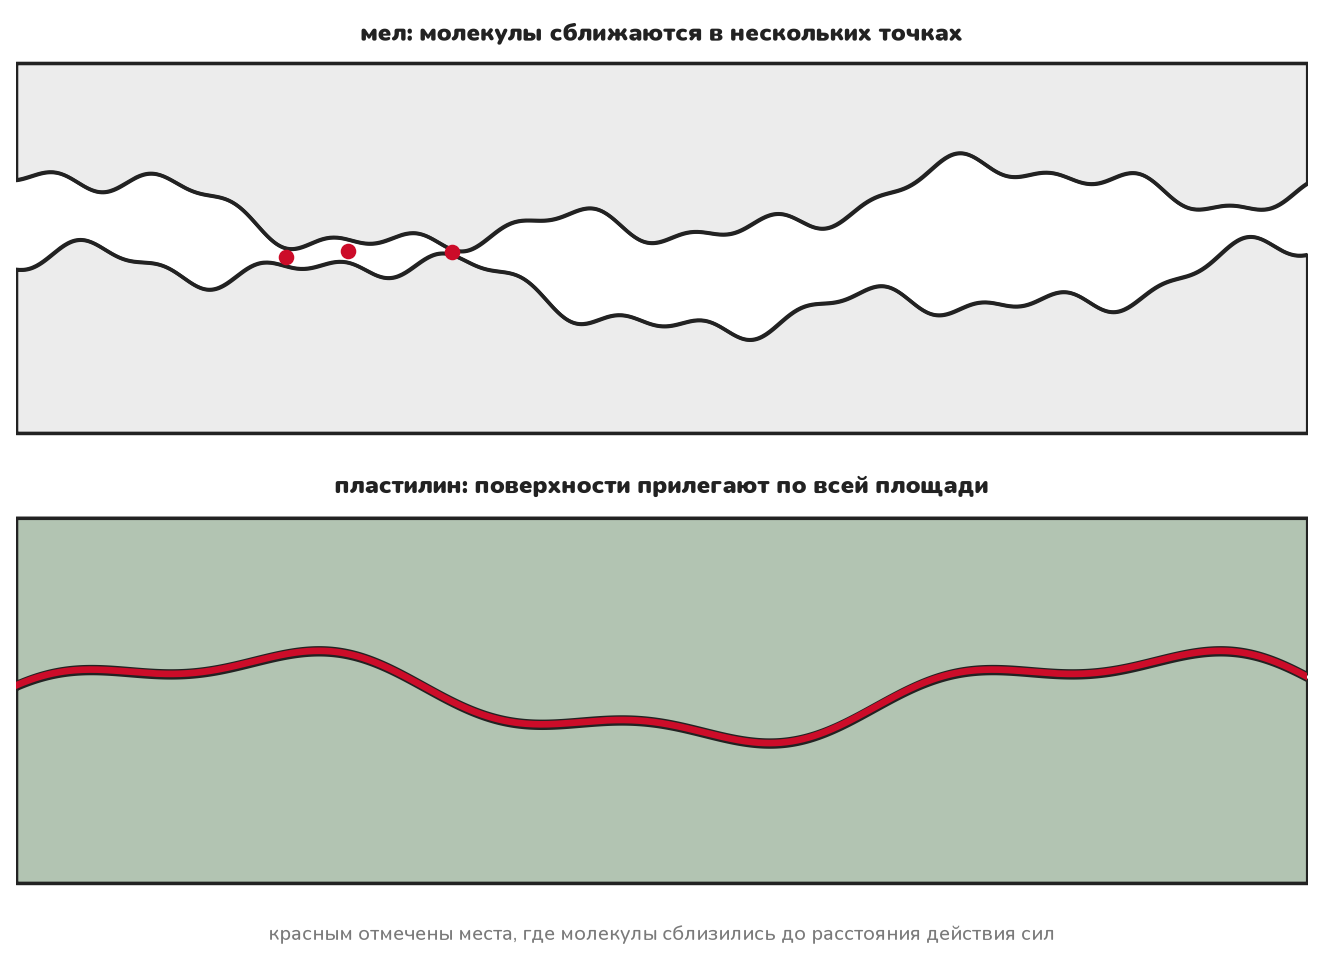 мел: молекулы сближаются в нескольких точках
пластилин: поверхности прилегают по всей площади
красным отмечены места, где молекулы сблизились до расстояния действия сил